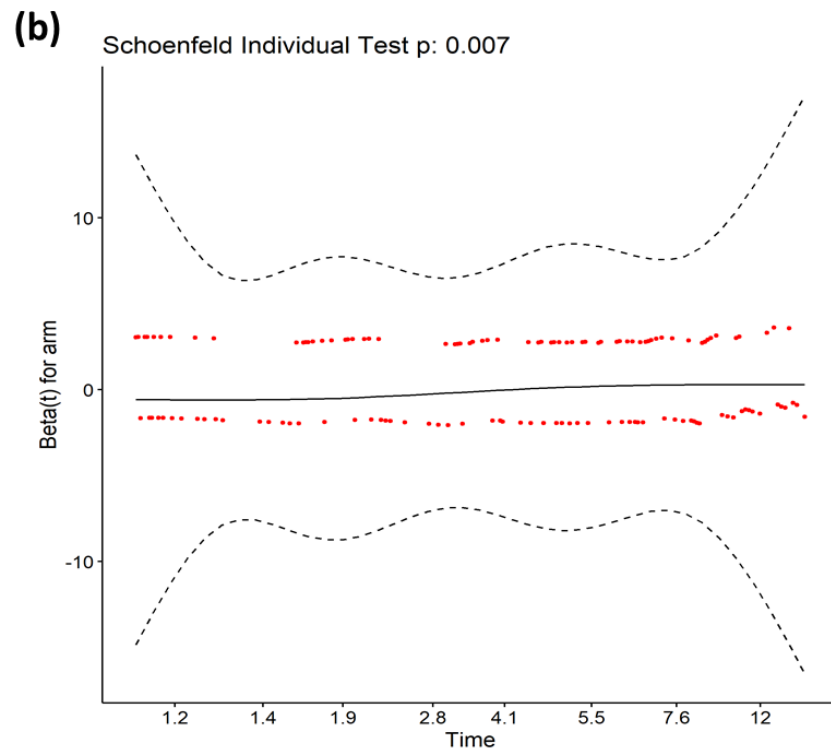 (b)
Schoenfeld Individual Test p: 0.007
Beta(t) for arm
10
0
-10
1.2 1.4 1.9 2.8 4.1 5.5 7.6 12
Time